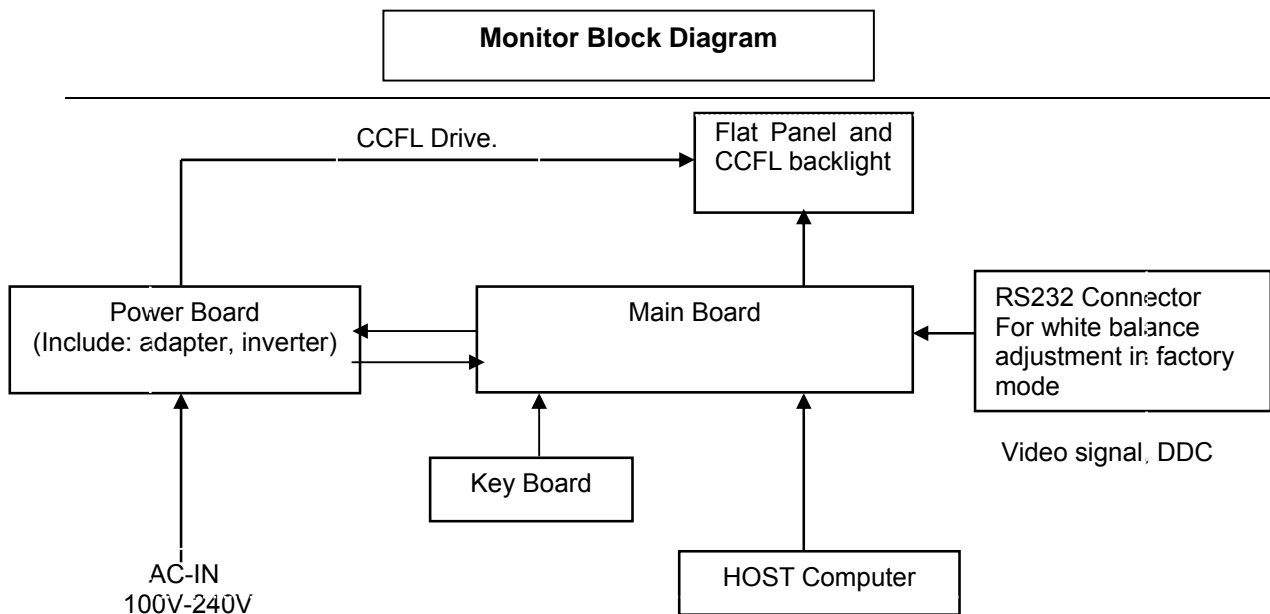 Monitor Block Diagram
CCFL Drive.
Flat Panel and
CCFL backlight
Power Board
(Include: adapter, inverter)
Main Board
RS232 Connector
For white balance
adjustment in factory
mode
Video signal, DDC
Key Board
AC-IN
100V-240V
HOST Computer